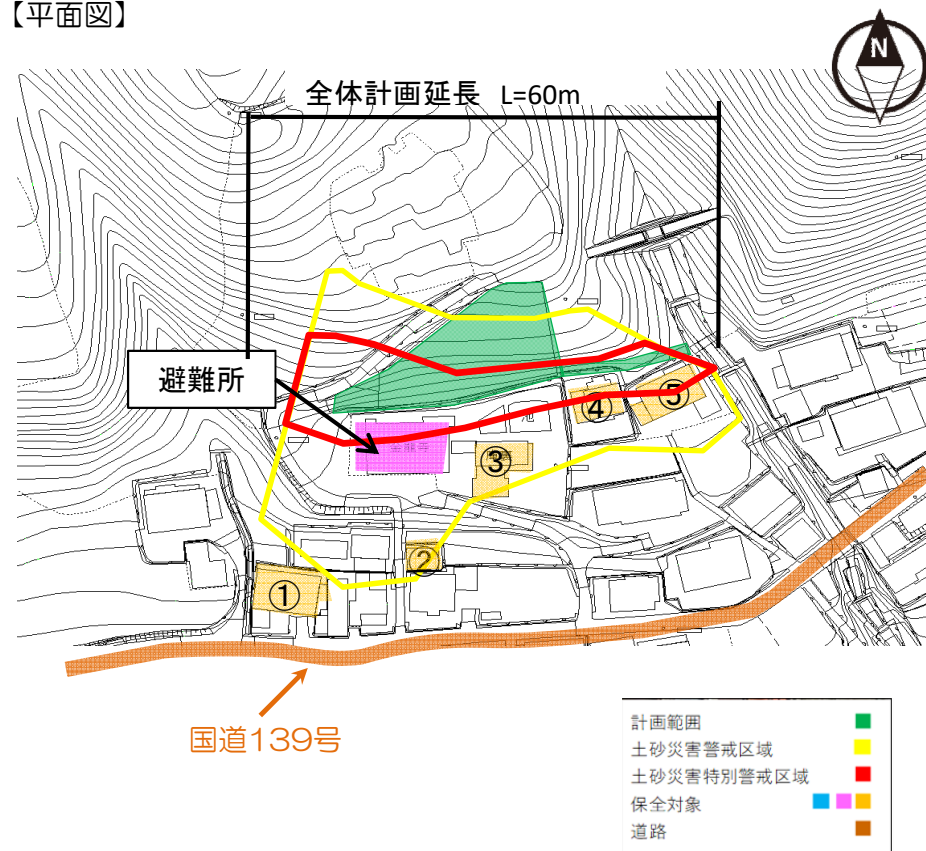 【平面図】
N
全体計画延長 L=60m
避難所
④
⑤
③
②
①
国道139号
計画範囲
土砂災害警戒区域
土砂災害特別警戒区域
保全対象
道路